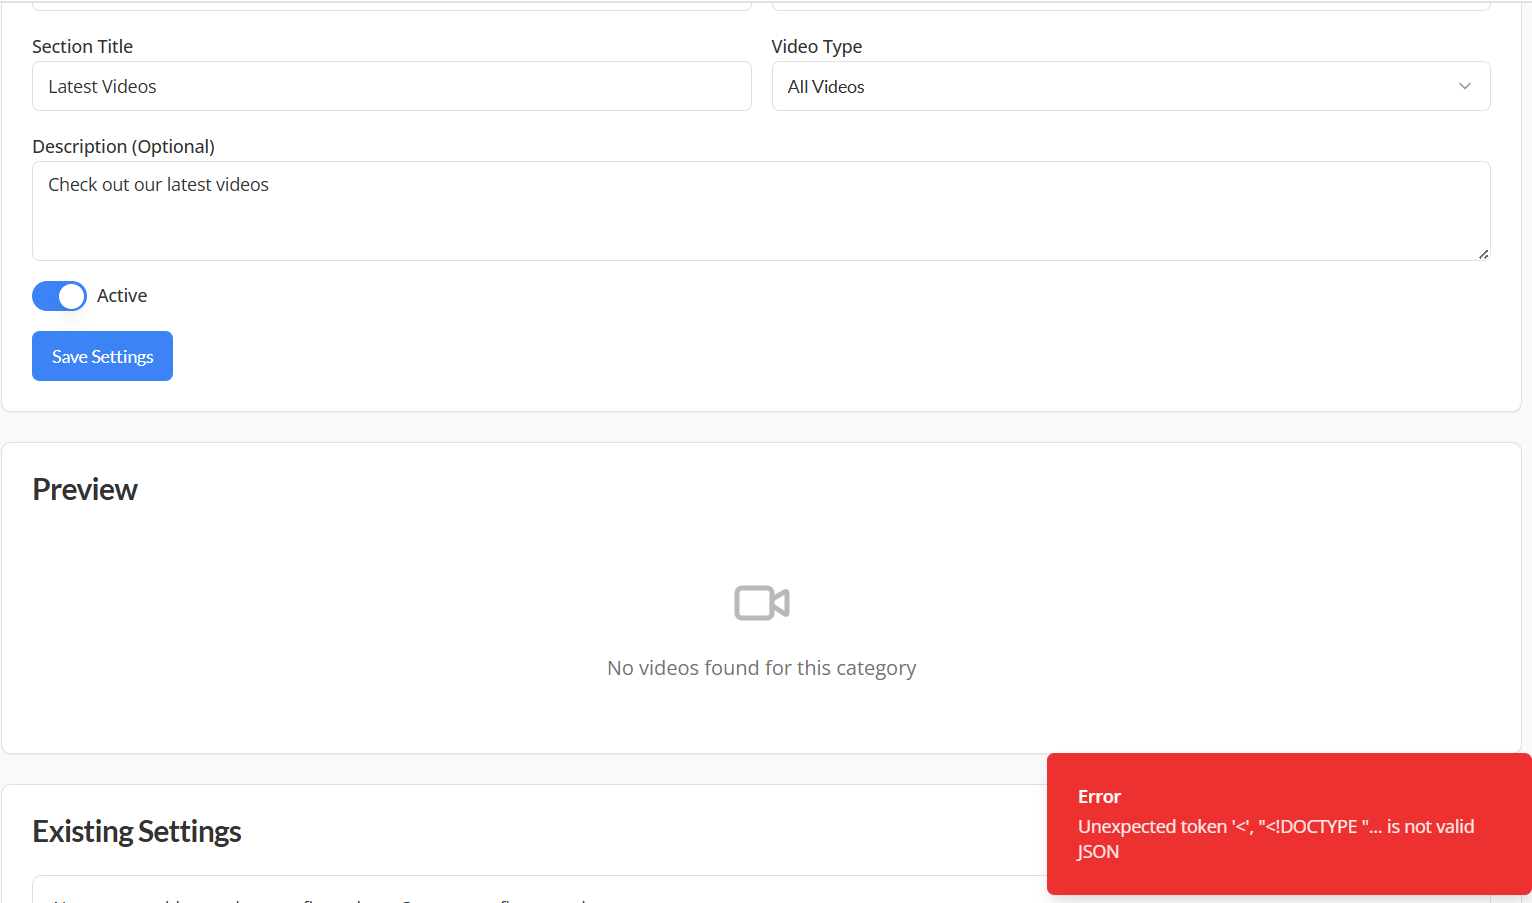 Section Title
Video Type
Latest Videos
All Videos
Description (Optional)
Check out our latest videos
Active
Save Settings
Preview
No videos found for this category
Existing Settings
Error
Unexpected token '<', "<!DOCTYPE "... is not valid
JSON